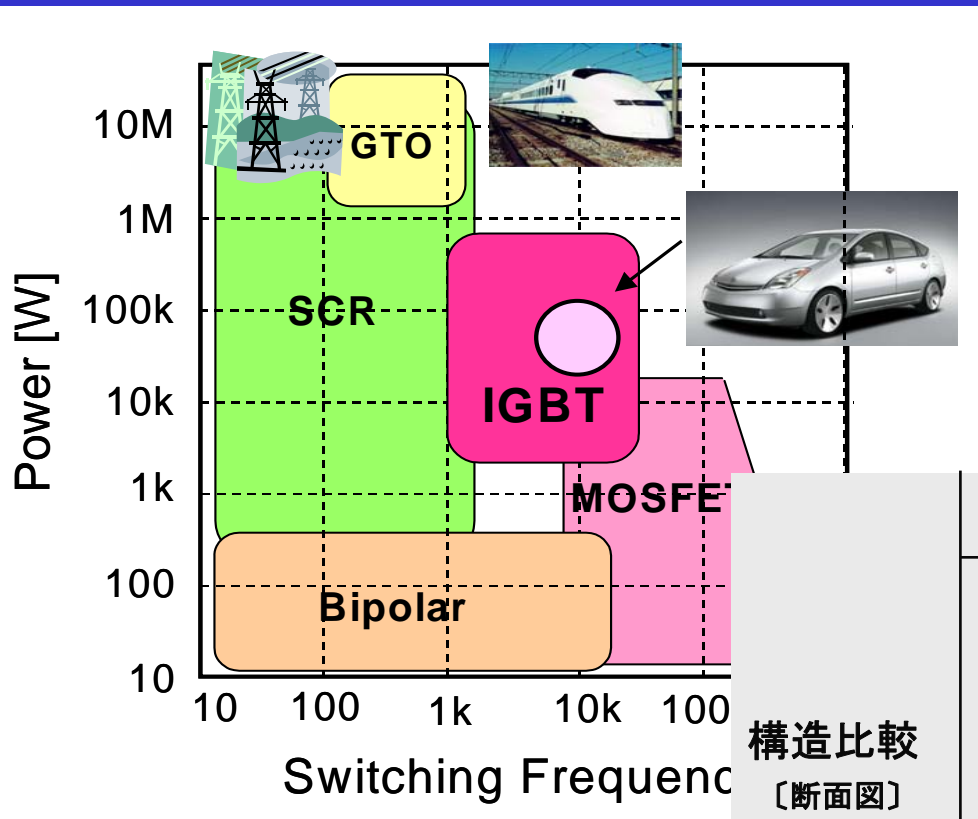 10M
GTO
1M
Power [W]
SCR
100k
10k
IGBT
1k
MOSFET
100
Bipolar
10
10 100 1k 10k 100
Switching Frequenc
構造比較
〔断面図〕